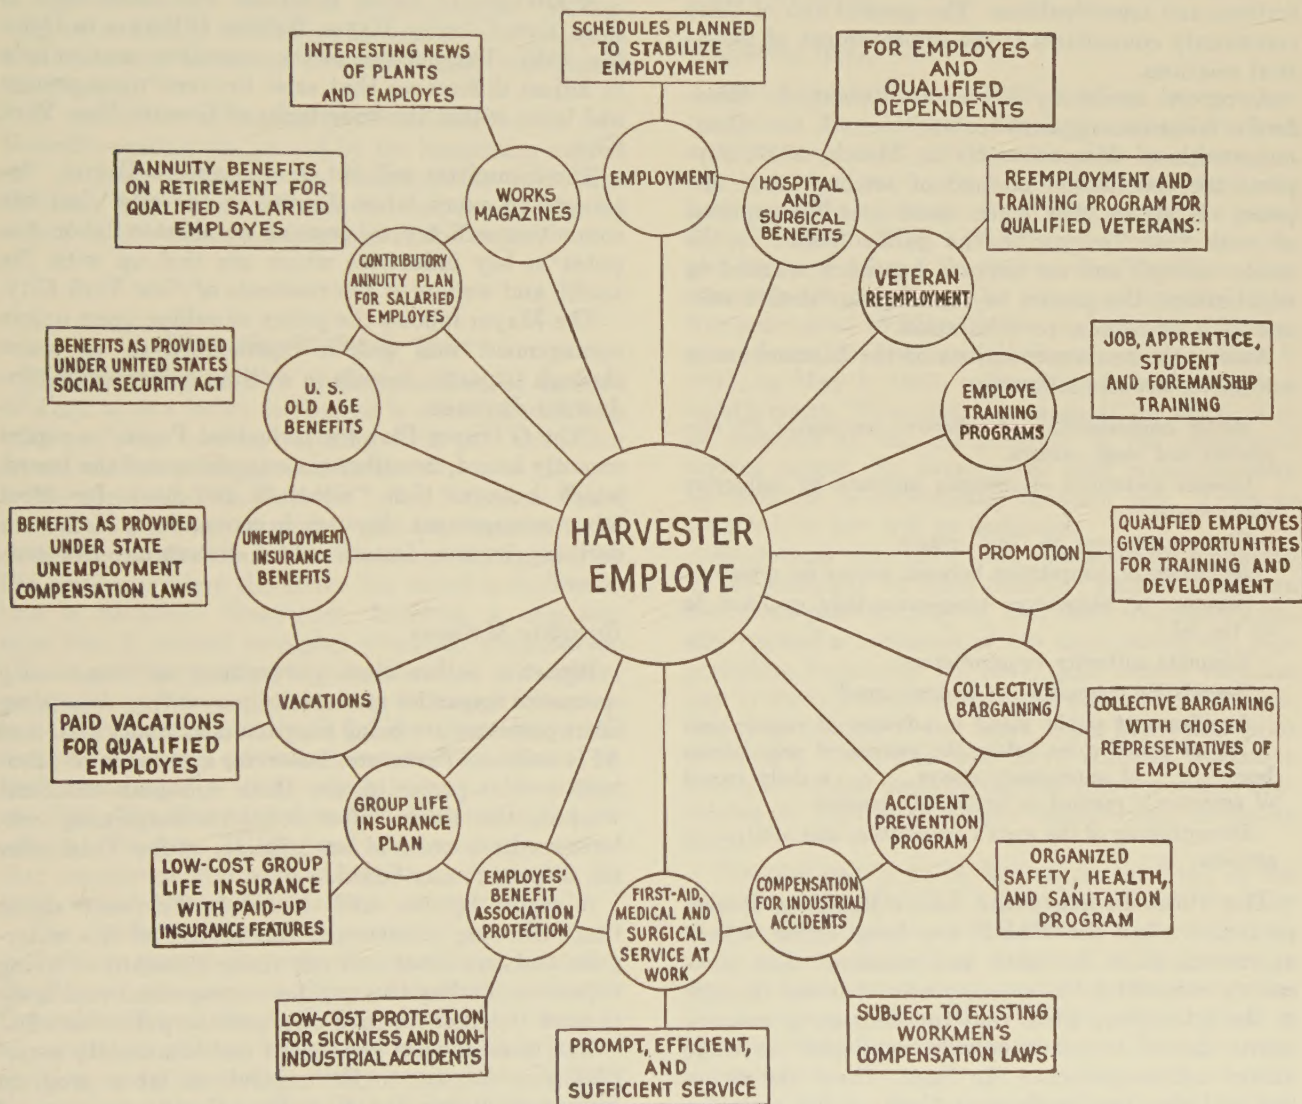 SCHEDULES PLANNED
TO STABILIZE
EMPLOYMENT
EMPLOYMENT
FOR EMPLOYES
AND
QUALIFIED
DEPENDENTS
HOSPITAL
AND
SURGICAL
BENEFITS
REEMPLOYMENT AND
TRAINING PROGRAM FOR
QUALIFIED VETERANS:
VETERAN
REEMPLOYMENT
JOB, APPRENTICE,
STUDENT
AND FOREMANSHIP
TRAINING
EMPLOYE
TRAINING
PROGRAMS
QUALIFIED EMPLOYES
GIVEN OPPORTUNITIES
FOR TRAINING AND
DEVELOPMENT
PROMOTION
COLLECTIVE BARGAINING
WITH CHOSEN
REPRESENTATIVES OF
EMPLOYES
COLLECTIVE
BARGAINING
ORGANIZED
SAFETY, HEALTH,
AND SANITATION
PROGRAM
ACCIDENT
PREVENTION
PROGRAM
SUBJECT TO EXISTING
WORKMEN'S
COMPENSATION LAWS
COMPENSATION
FOR INDUSTRIAL
ACCIDENTS
PROMPT, EFFICIENT,
AND
SUFFICIENT SERVICE
FIRST-AID,
MEDICAL AND
SURGICAL
SERVICE AT
WORK
LOW-COST PROTECTION
FOR SICKNESS AND NON-
INDUSTRIAL ACCIDENTS
EMPLOYES'
BENEFIT
ASSOCIATION
PROTECTION
LOW-COST GROUP
LIFE INSURANCE
WITH PAID-UP
INSURANCE FEATURES
GROUP LIFE
INSURANCE
PLAN
PAID VACATIONS
FOR QUALIFIED
EMPLOYES
VACATIONS
BENEFITS AS PROVIDED
UNDER STATE
UNEMPLOYMENT
COMPENSATION LAWS
UNEMPLOYMENT
INSURANCE
BENEFITS
BENEFITS AS PROVIDED
UNDER UNITED STATES
SOCIAL SECURITY ACT
U. S.
OLD AGE
BENEFITS
ANNUITY BENEFITS
ON RETIREMENT FOR
QUALIFIED SALARIED
EMPLOYES
CONTRIBUTORY
ANNUITY PLAN
FOR SALARIED
EMPLOYES
INTERESTING NEWS
OF PLANTS
AND EMPLOYES
WORKS
MAGAZINES
HARVESTER
EMPLOYE